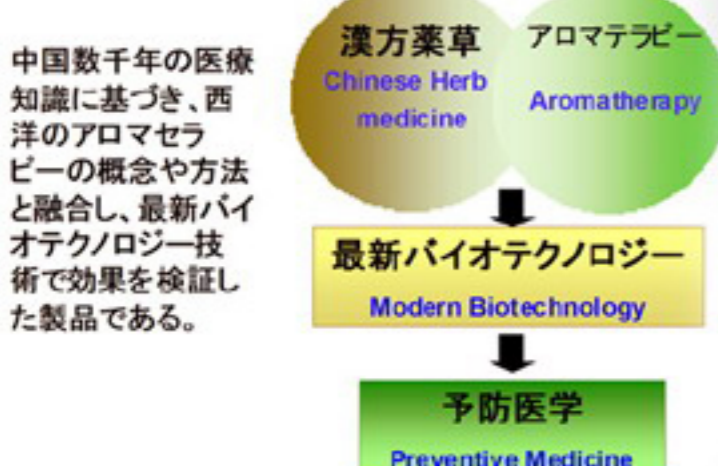 中国数千年の医療
知識に基づき、西
洋のアロマセラ
ピーの概念や方法
と融合し、最新バイ
オテクノロジー技
術で効果を検証し
た製品である。
漢方薬草
Chinese Herb
medicine
アロマテラピー
Aromatherapy
最新バイオテクノロジー
Modern Biotechnology
予防医学
Preventive Medicine